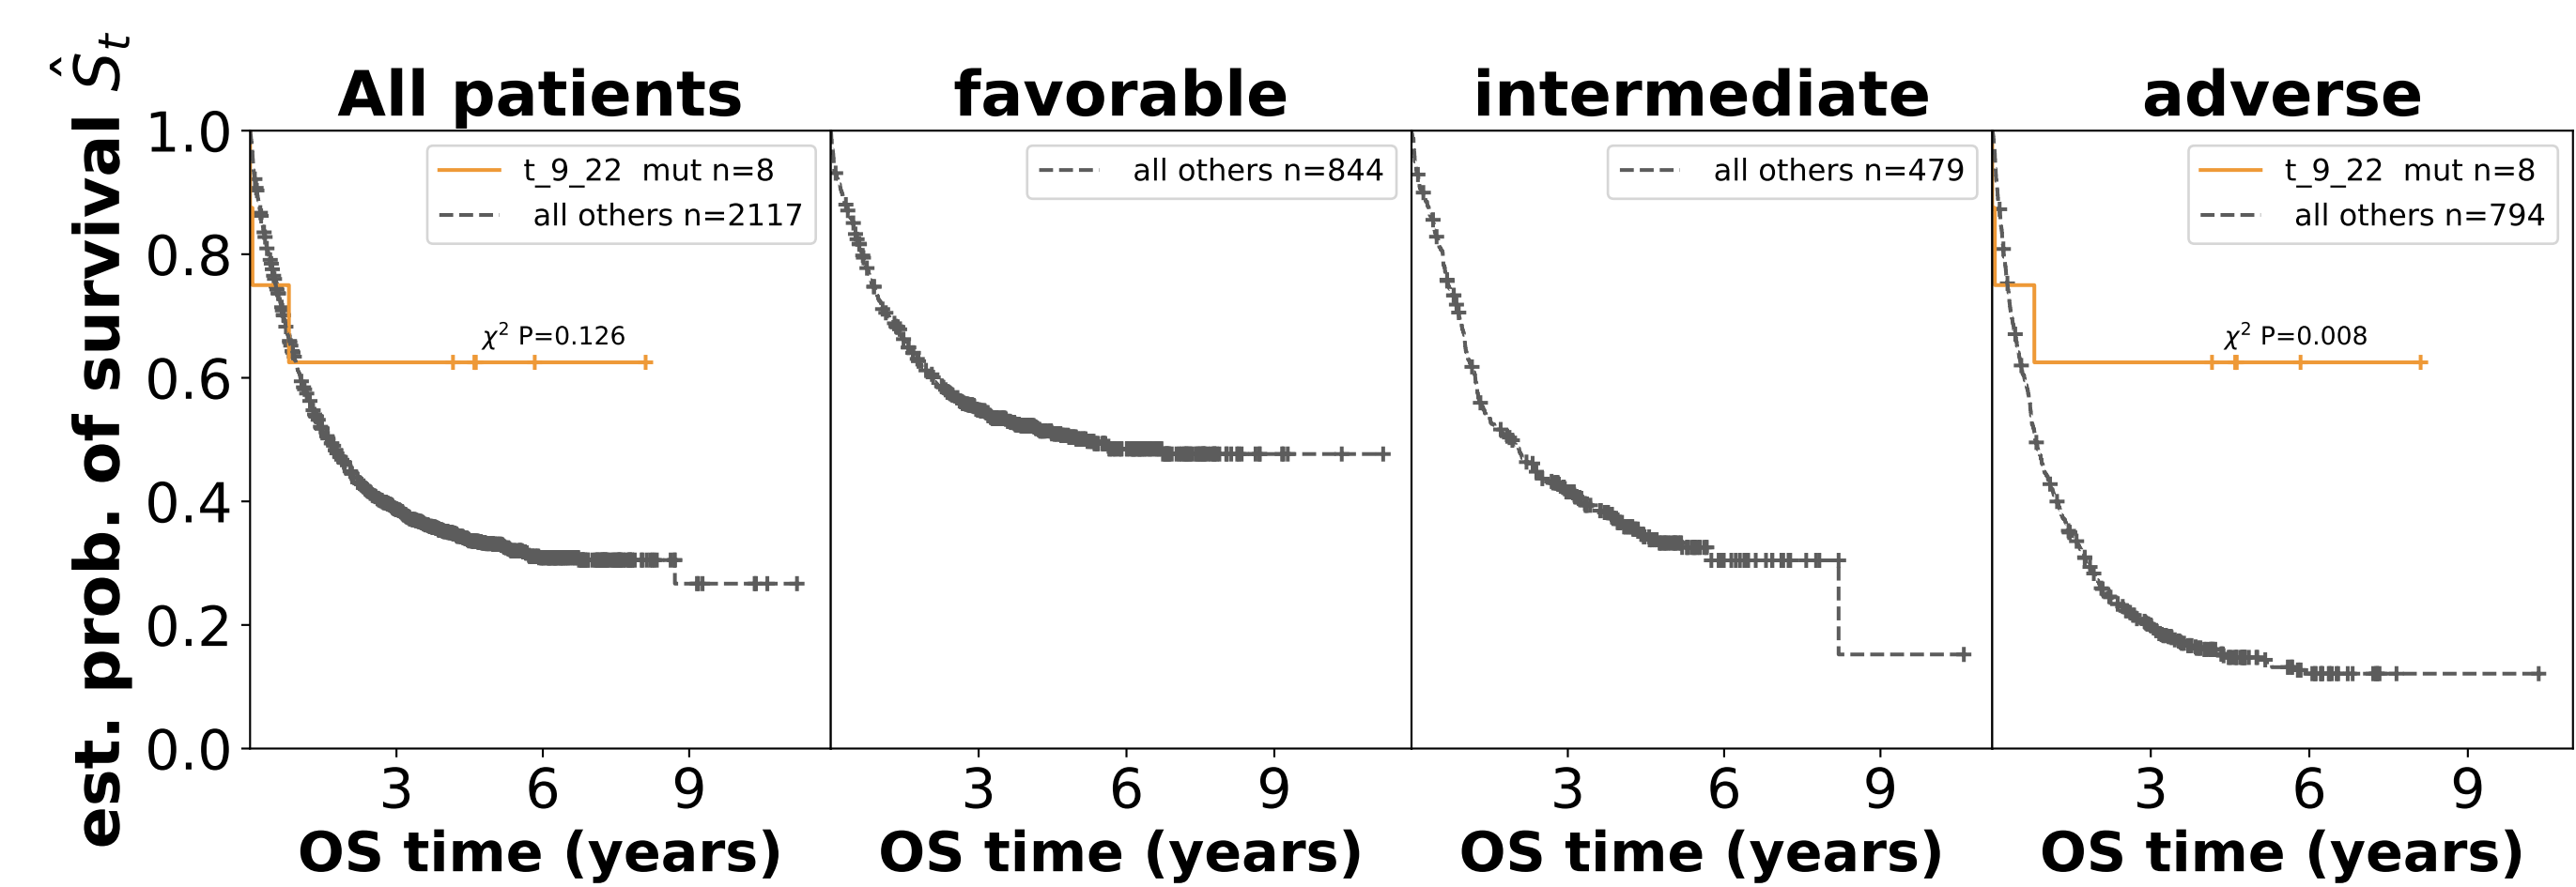 est. prob. of survival Ŝt
All patients
1.0
0.8
0.6
0.4
0.2
0.0
t_9_22 mut n=8
all others n=2117
χ² P=0.126
3 6 9
OS time (years)
favorable
all others n=844
3 6 9
OS time (years)
intermediate
all others n=479
3 6 9
OS time (years)
adverse
t_9_22 mut n=8
all others n=794
χ² P=0.008
3 6 9
OS time (years)